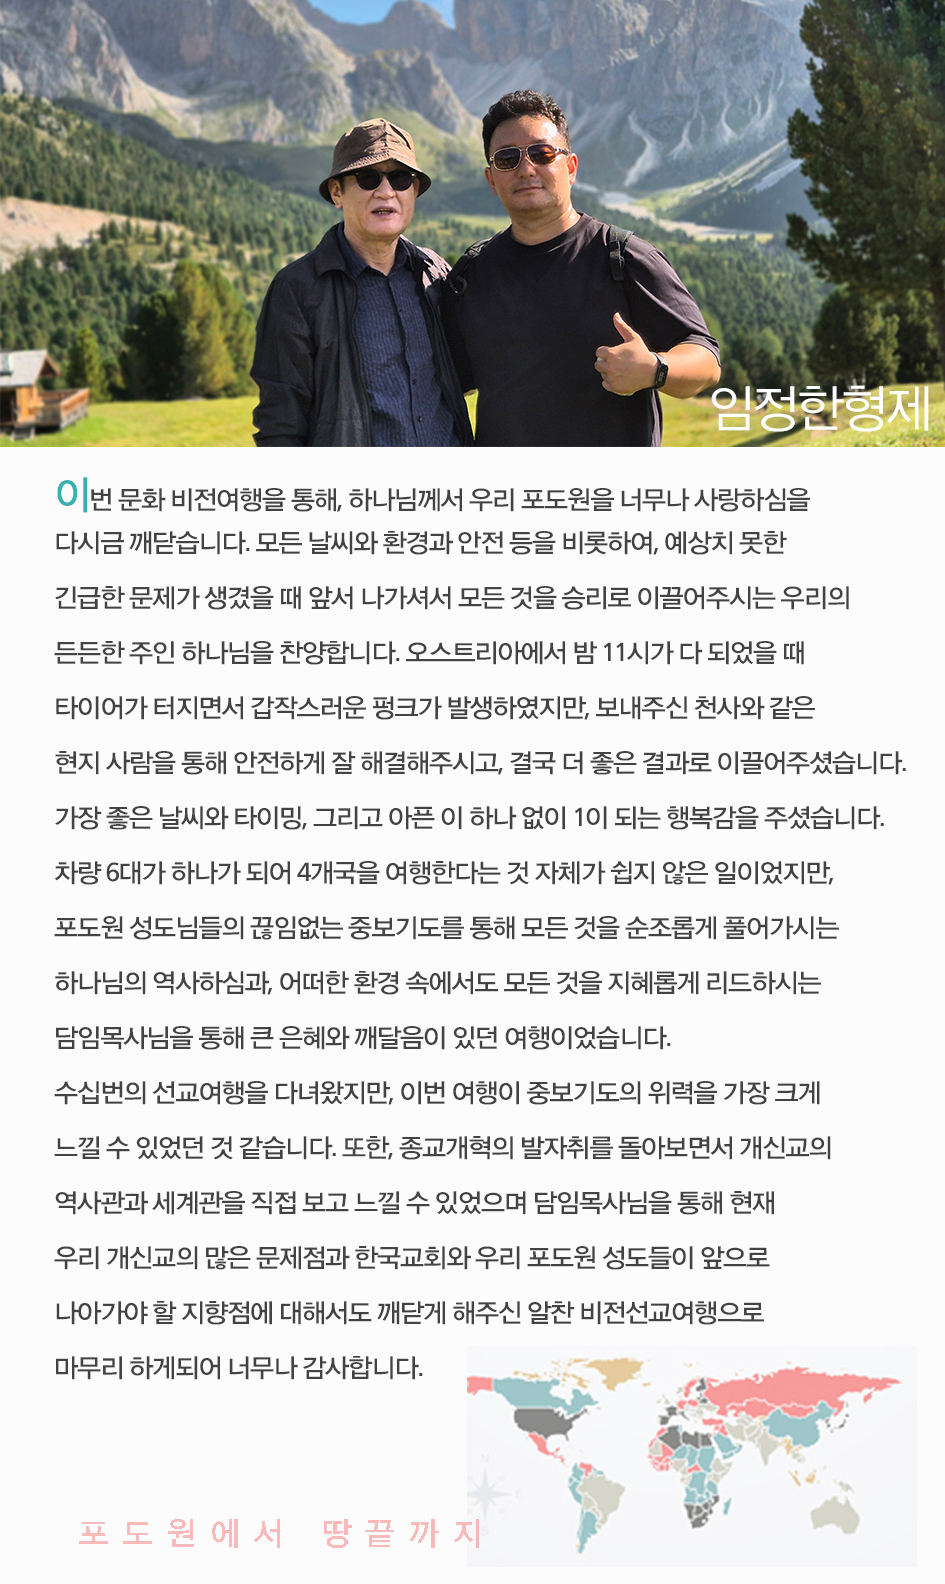 임정한형제
이번 문화 비전여행을 통해, 하나님께서 우리 포도원을 너무나 사랑하심을
다시금 깨닫습니다. 모든 날씨와 환경과 안전 등을 비롯하여, 예상치 못한
긴급한 문제가 생겼을 때 앞서 나가셔서 모든 것을 승리로 이끌어주시는 우리의
든든한 주인 하나님을 찬양합니다. 오스트리아에서 밤 11시가 다 되었을 때
타이어가 터지면서 갑작스러운 펑크가 발생하였지만, 보내주신 천사와 같은
현지 사람을 통해 안전하게 잘 해결해주시고, 결국 더 좋은 결과로 이끌어주셨습니다.
가장 좋은 날씨와 타이밍, 그리고 아픈 이 하나 없이 1이 되는 행복감을 주셨습니다.
차량 6대가 하나가 되어 4개국을 여행한다는 것 자체가 쉽지 않은 일이었지만,
포도원 성도님들의 끊임없는 중보기도를 통해 모든 것을 순조롭게 풀어가시는
하나님의 역사하심과, 어떠한 환경 속에서도 모든 것을 지혜롭게 리드하시는
담임목사님을 통해 큰 은혜와 깨달음이 있던 여행이었습니다.
수십번의 선교여행을 다녀왔지만, 이번 여행이 중보기도의 위력을 가장 크게
느낄 수 있었던 것 같습니다. 또한, 종교개혁의 발자취를 돌아보면서 개신교의
역사관과 세계관을 직접 보고 느낄 수 있었으며 담임목사님을 통해 현재
우리 개신교의 많은 문제점과 한국교회와 우리 포도원 성도들이 앞으로
나아가야 할 지향점에 대해서도 깨닫게 해주신 알찬 비전선교여행으로
마무리 하게되어 너무나 감사합니다.
N
포도원에서 땅끝까지